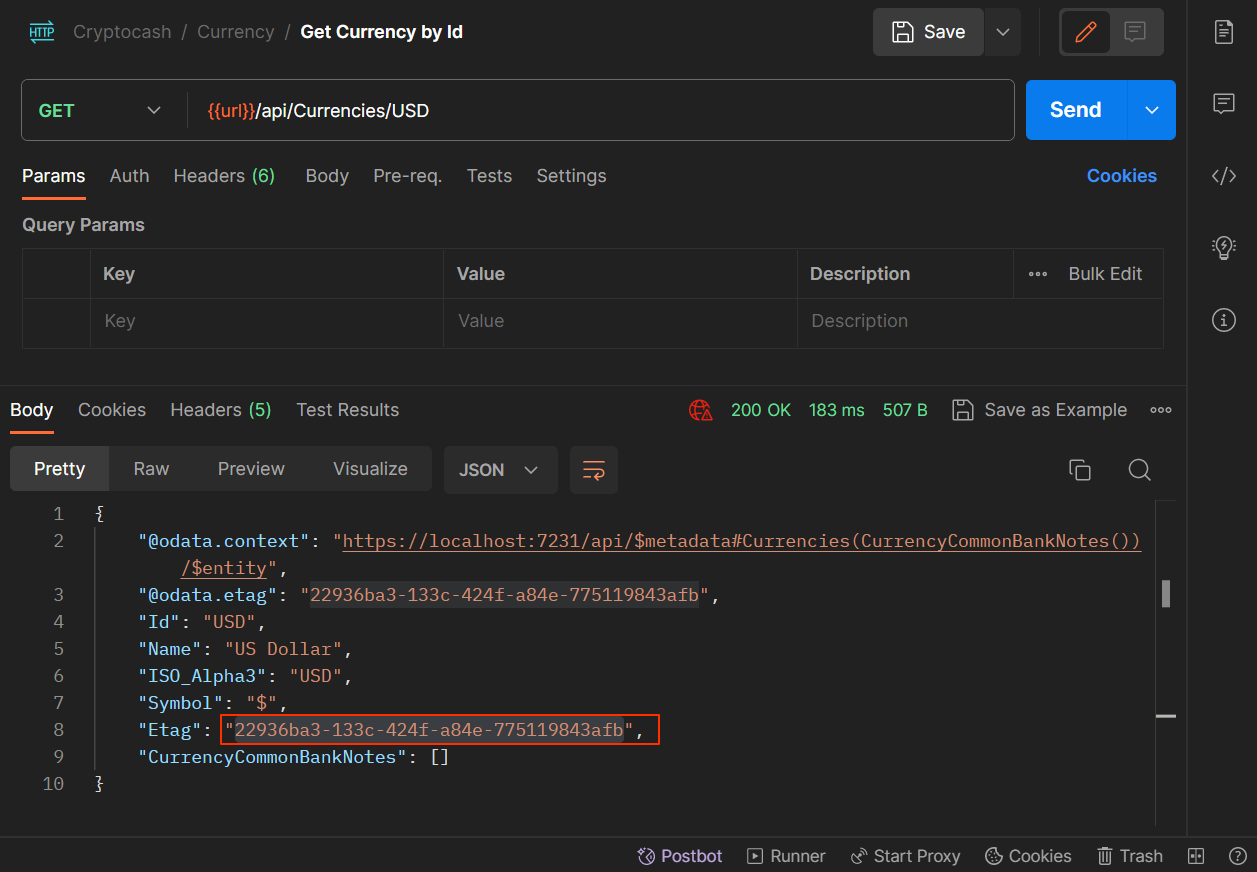 HTTP Cryptocash / Currency / Get Currency by Id Save
GET {{url}}/api/Currencies/USD Send
Params Auth Headers (6) Body Pre-req. Tests Settings Cookies
Query Params
Key Value Description ••• Bulk Edit
Key Value Description
Body Cookies Headers (5) Test Results 200 OK 183 ms 507 B Save as Example
Pretty Raw Preview Visualize JSON
1 {
2 "@odata.context": "https://localhost:7231/api/$metadata#Currencies(CurrencyCommonBankNotes())
/$entity",
3 "@odata.etag": "22936ba3-133c-424f-a84e-775119843afb",
4 "Id": "USD",
5 "Name": "US Dollar",
6 "ISO_Alpha3": "USD",
7 "Symbol": "$",
8 "Etag": "22936ba3-133c-424f-a84e-775119843afb",
9 "CurrencyCommonBankNotes": []
10 }
Postbot Runner Start Proxy Cookies Trash